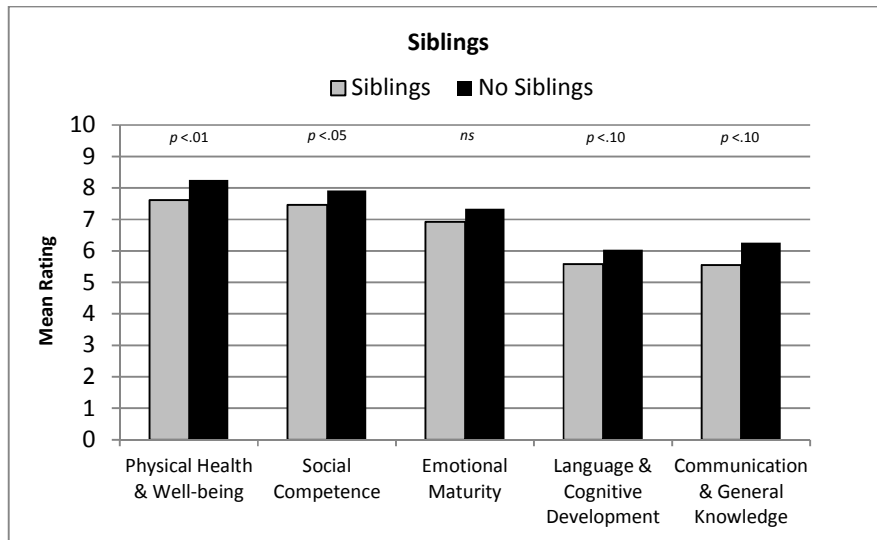 Siblings
Siblings No Siblings
10
9
8
7
6
5
4
3
2
1
0
Mean Rating
p <.01 p <.05 ns p <.10 p <.10
Physical Health
& Well-being
Social
Competence
Emotional
Maturity
Language &
Cognitive
Development
Communication
& General
Knowledge